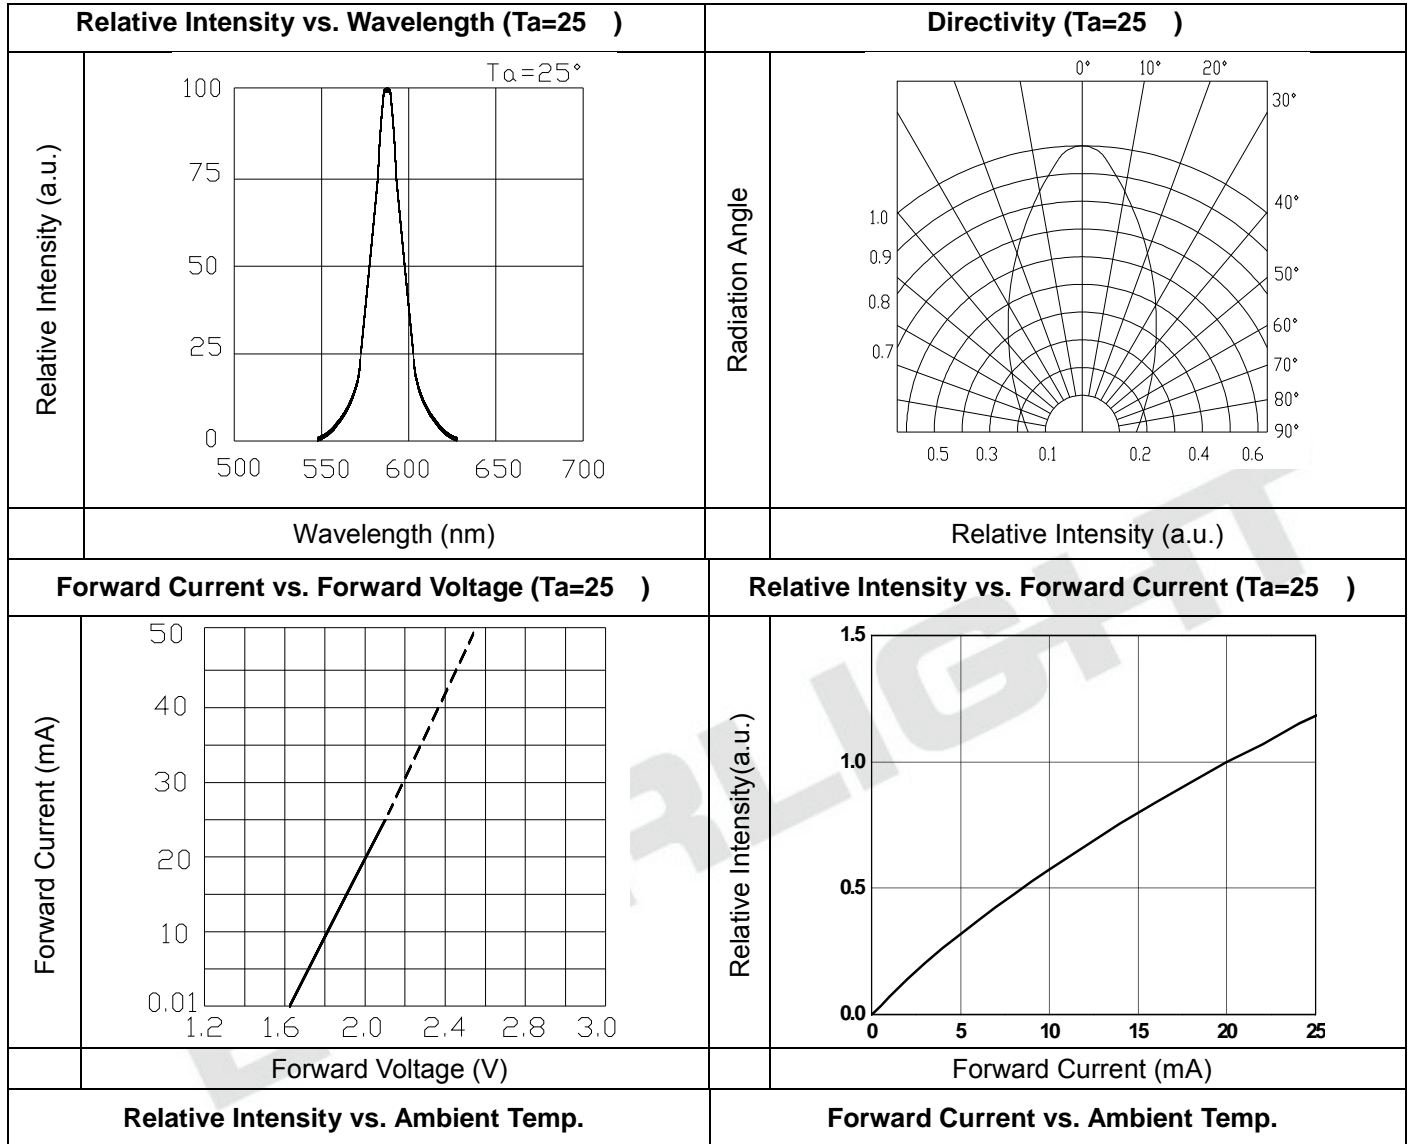 Relative Intensity vs. Wavelength (Ta=25 )
Directivity (Ta=25 )
Relative Intensity (a.u.)
Ta=25°
100
75
50
25
0
500 550 600 650 700
Wavelength (nm)
Radiation Angle
0° 10° 20°
30°
40°
50°
60°
70°
80°
90°
1.0
0.9
0.8
0.7
0.5 0.3 0.1 0.2 0.4 0.6
Relative Intensity (a.u.)
Forward Current vs. Forward Voltage (Ta=25 )
Relative Intensity vs. Forward Current (Ta=25 )
Forward Current (mA)
50
40
30
20
10
0.01
1.2 1.6 2.0 2.4 2.8 3.0
Forward Voltage (V)
Relative Intensity(a.u.)
1.5
1.0
0.5
0.0
0 5 10 15 20 25
Forward Current (mA)
Relative Intensity vs. Ambient Temp.
Forward Current vs. Ambient Temp.